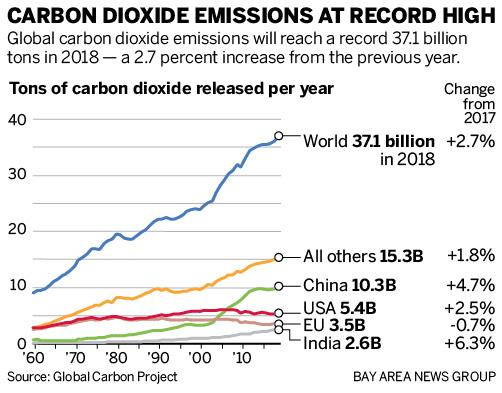 CARBON DIOXIDE EMISSIONS AT RECORD HIGH
Global carbon dioxide emissions will reach a record 37.1 billion
tons in 2018 — a 2.7 percent increase from the previous year.
Tons of carbon dioxide released per year
Change
from
2017
40
World 37.1 billion
in 2018
+2.7%
30
20
All others 15.3B
+1.8%
10
China 10.3B
+4.7%
USA 5.4B
+2.5%
EU 3.5B
-0.7%
India 2.6B
+6.3%
0
'60 '70 '80 '90 '00 '10
Source: Global Carbon Project
BAY AREA NEWS GROUP